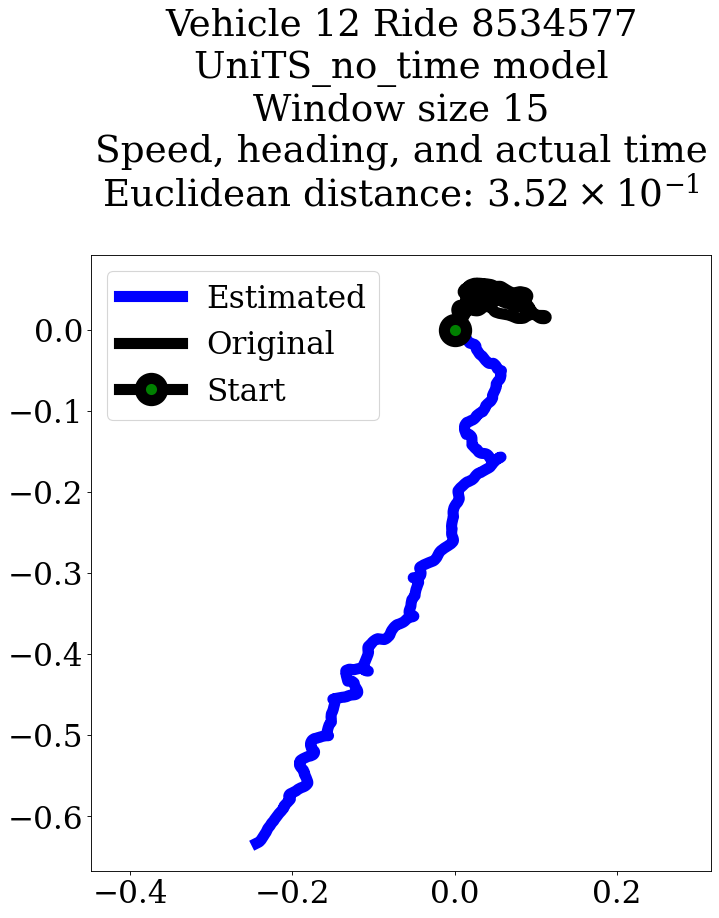 Vehicle 12 Ride 8534577
UniTS_no_time model
Window size 15
Speed, heading, and actual time
Euclidean distance: 3.52 × 10⁻¹
Estimated
Original
Start
0.0
−0.1
−0.2
−0.3
−0.4
−0.5
−0.6
−0.4 −0.2 0.0 0.2